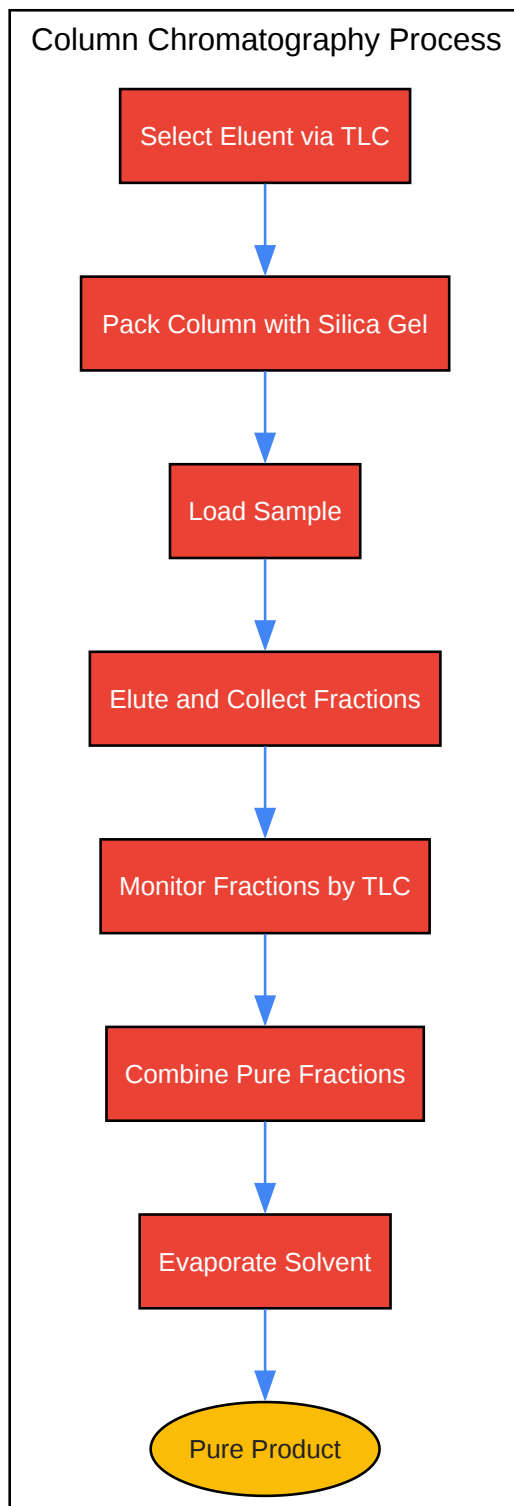 Column Chromatography Process
Select Eluent via TLC
Pack Column with Silica Gel
Load Sample
Elute and Collect Fractions
Monitor Fractions by TLC
Combine Pure Fractions
Evaporate Solvent
Pure Product